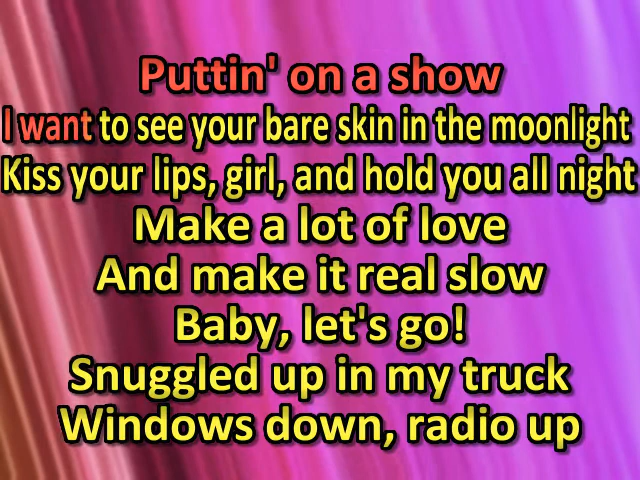 Puttin' on a show
I want to see your bare skin in the moonlight
Kiss your lips, girl, and hold you all night
Make a lot of love
And make it real slow
Baby, let's go!
Snuggled up in my truck
Windows down, radio up